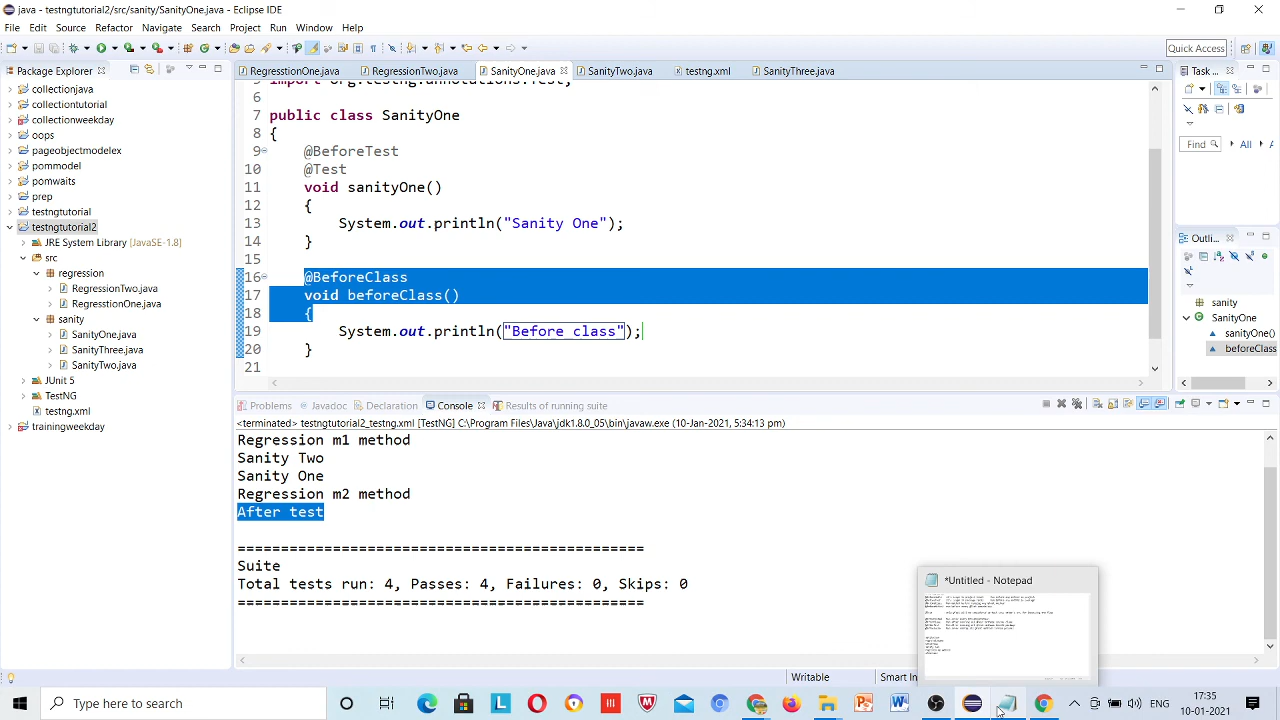 java - testngtutorial2/src/sanity/SanityOne.java - Eclipse IDE
File Edit Source Refactor Navigate Search Project Run Window Help
Quick Access
Package Explorer
RegresstionOne.java
RegressionTwo.java
SanityOne.java
SanityTwo.java
testng.xml
SanityThree.java
Task
collectionjava
collectiontutorial
collectionweekday
oops
pageobjectmodelex
pommodel
pomwaits
prep
testngtutorial
testngtutorial2
JRE System Library [JavaSE-1.8]
src
regression
RegressionTwo.java
RegresstionOne.java
sanity
SanityOne.java
SanityThree.java
SanityTwo.java
JUnit 5
TestNG
testng.xml
trainingweekday
import org.testng.annotations.Test;
6
7 public class SanityOne
8 {
9 @BeforeTest
10 @Test
11 void sanityOne()
12 {
13 System.out.println("Sanity One");
14 }
15
16 @BeforeClass
17 void beforeClass()
18 {
19 System.out.println("Before_class");
20 }
21
Find
All
A
Outli
sanity
SanityOne
sanityOne()
beforeClass
Problems
Javadoc
Declaration
Console
Results of running suite
<terminated> testngtutorial2_testng.xml [TestNG] C:\Program Files\Java\jdk1.8.0_05\bin\javaw.exe (10-Jan-2021, 5:34:13 pm)
Regression m1 method
Sanity Two
Sanity One
Regression m2 method
After test
===============================================
Suite
Total tests run: 4, Passes: 4, Failures: 0, Skips: 0
===============================================
*Untitled - Notepad
Writable
Smart In
Type here to search
ENG
17:35
10-01-2021